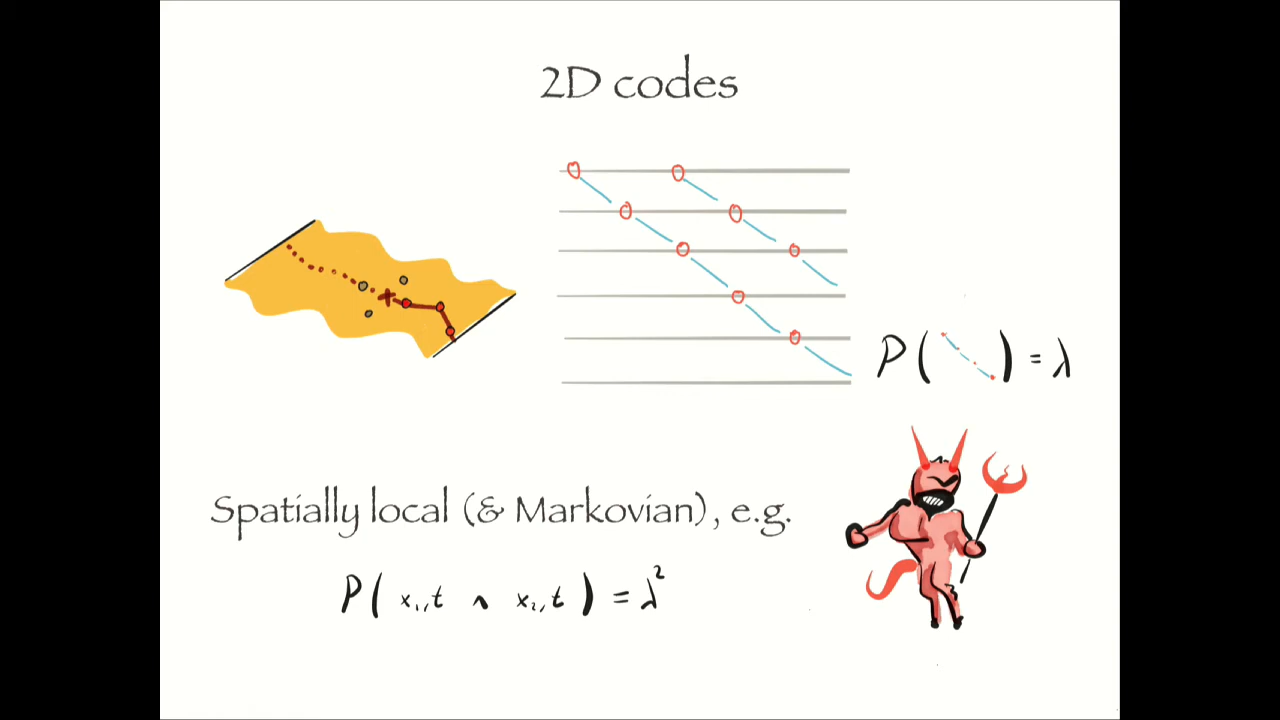 2D codes
P( ) = λ
Spatially local (& Markovian), e.g.
P( x₁,t ∧ x₂,t ) = λ²